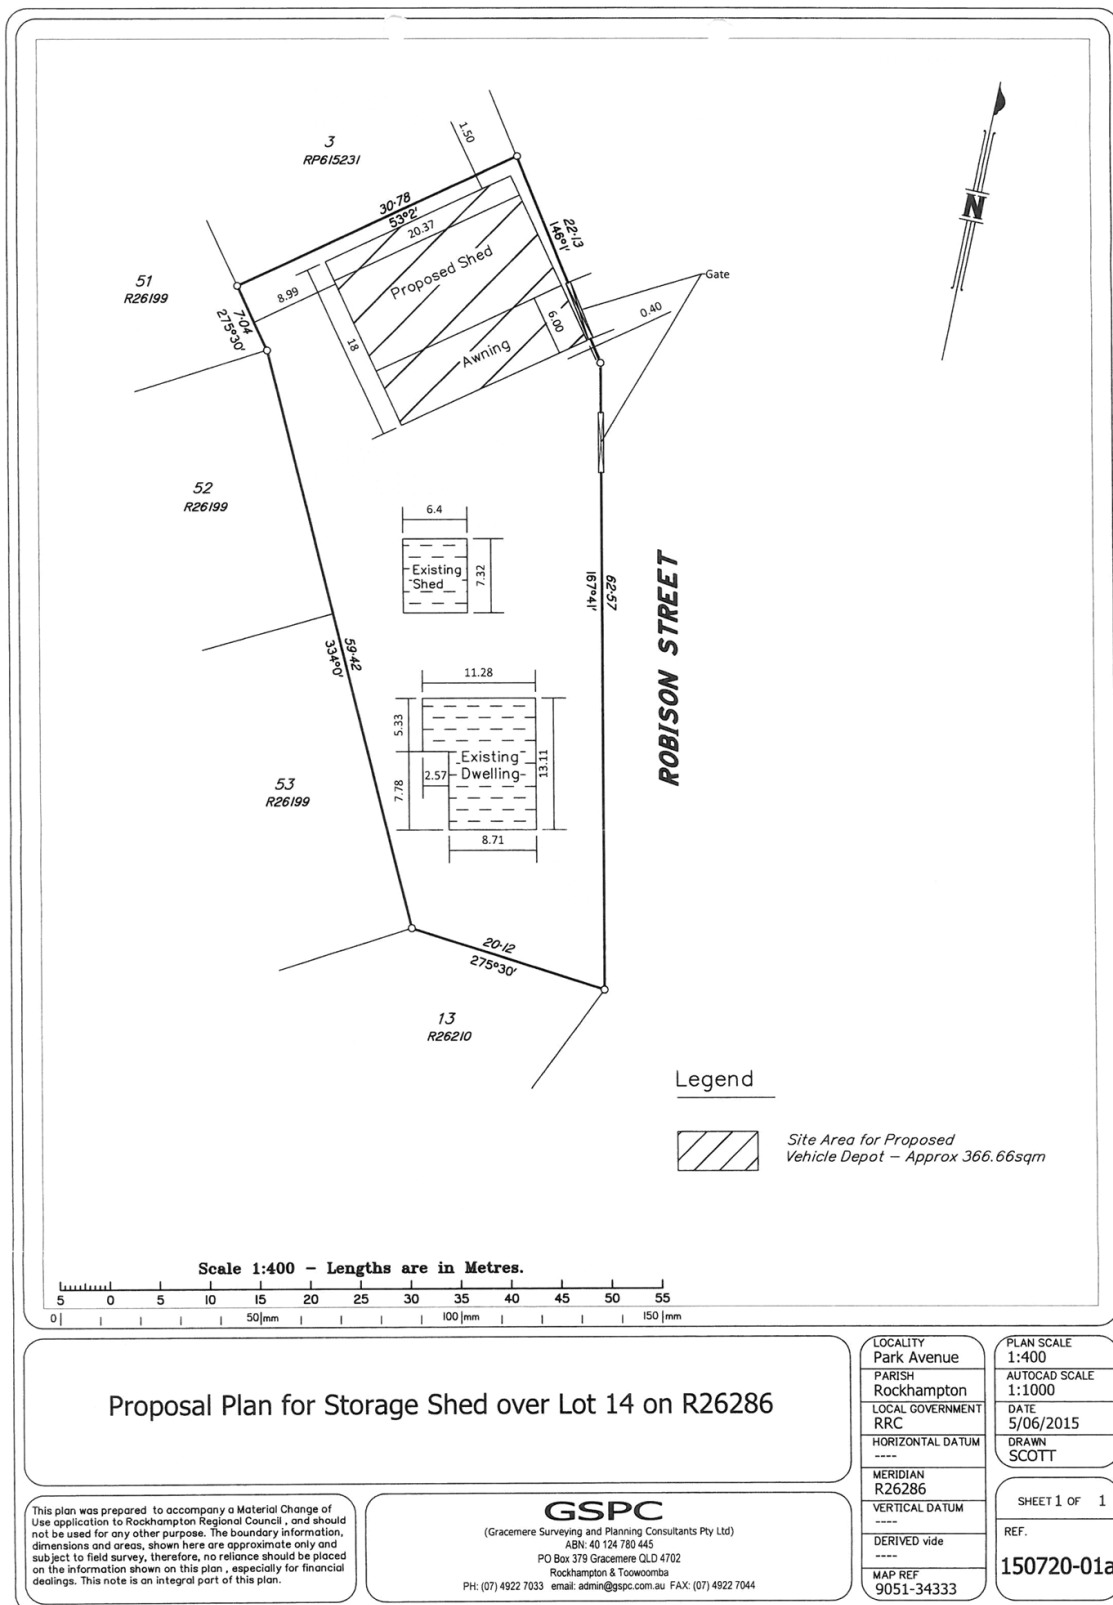 3
RP615231
1.50
30·78
53°2'
20.37
22·13
146°1'
51
R26199
7·04
275°30'
8.99
Proposed Shed
Gate
0.40
6.00
18
Awning
N
52
R26199
6.4
Existing
Shed
7.32
62·57
167°41'
ROBISON STREET
59·42
334°0'
11.28
5.33
Existing
Dwelling
13.11
2.57
7.78
8.71
53
R26199
20·12
275°30'
13
R26210
Legend
Site Area for Proposed
Vehicle Depot – Approx 366.66sqm
Scale 1:400 – Lengths are in Metres.
5 0 5 10 15 20 25 30 35 40 45 50 55
0| 50|mm 100|mm 150|mm
Proposal Plan for Storage Shed over Lot 14 on R26286
LOCALITY
Park Avenue
PARISH
Rockhampton
LOCAL GOVERNMENT
RRC
HORIZONTAL DATUM
----
MERIDIAN
R26286
VERTICAL DATUM
----
DERIVED vide
----
MAP REF
9051-34333
PLAN SCALE
1:400
AUTOCAD SCALE
1:1000
DATE
5/06/2015
DRAWN
SCOTT
SHEET 1 OF 1
REF.
150720-01a
This plan was prepared to accompany a Material Change of
Use application to Rockhampton Regional Council , and should
not be used for any other purpose. The boundary information,
dimensions and areas, shown here are approximate only and
subject to field survey, therefore, no reliance should be placed
on the information shown on this plan , especially for financial
dealings. This note is an integral part of this plan.
GSPC
(Gracemere Surveying and Planning Consultants Pty Ltd)
ABN: 40 124 780 445
PO Box 379 Gracemere QLD 4702
Rockhampton & Toowoomba
PH: (07) 4922 7033 email: admin@gspc.com.au FAX: (07) 4922 7044